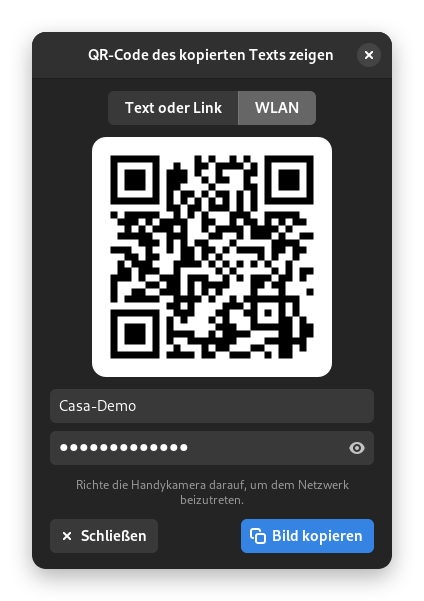 QR-Code des kopierten Texts zeigen
Text oder Link
WLAN
Casa-Demo
●●●●●●●●●●●●●
Richte die Handykamera darauf, um dem Netzwerk
beizutreten.
Schließen
Bild kopieren